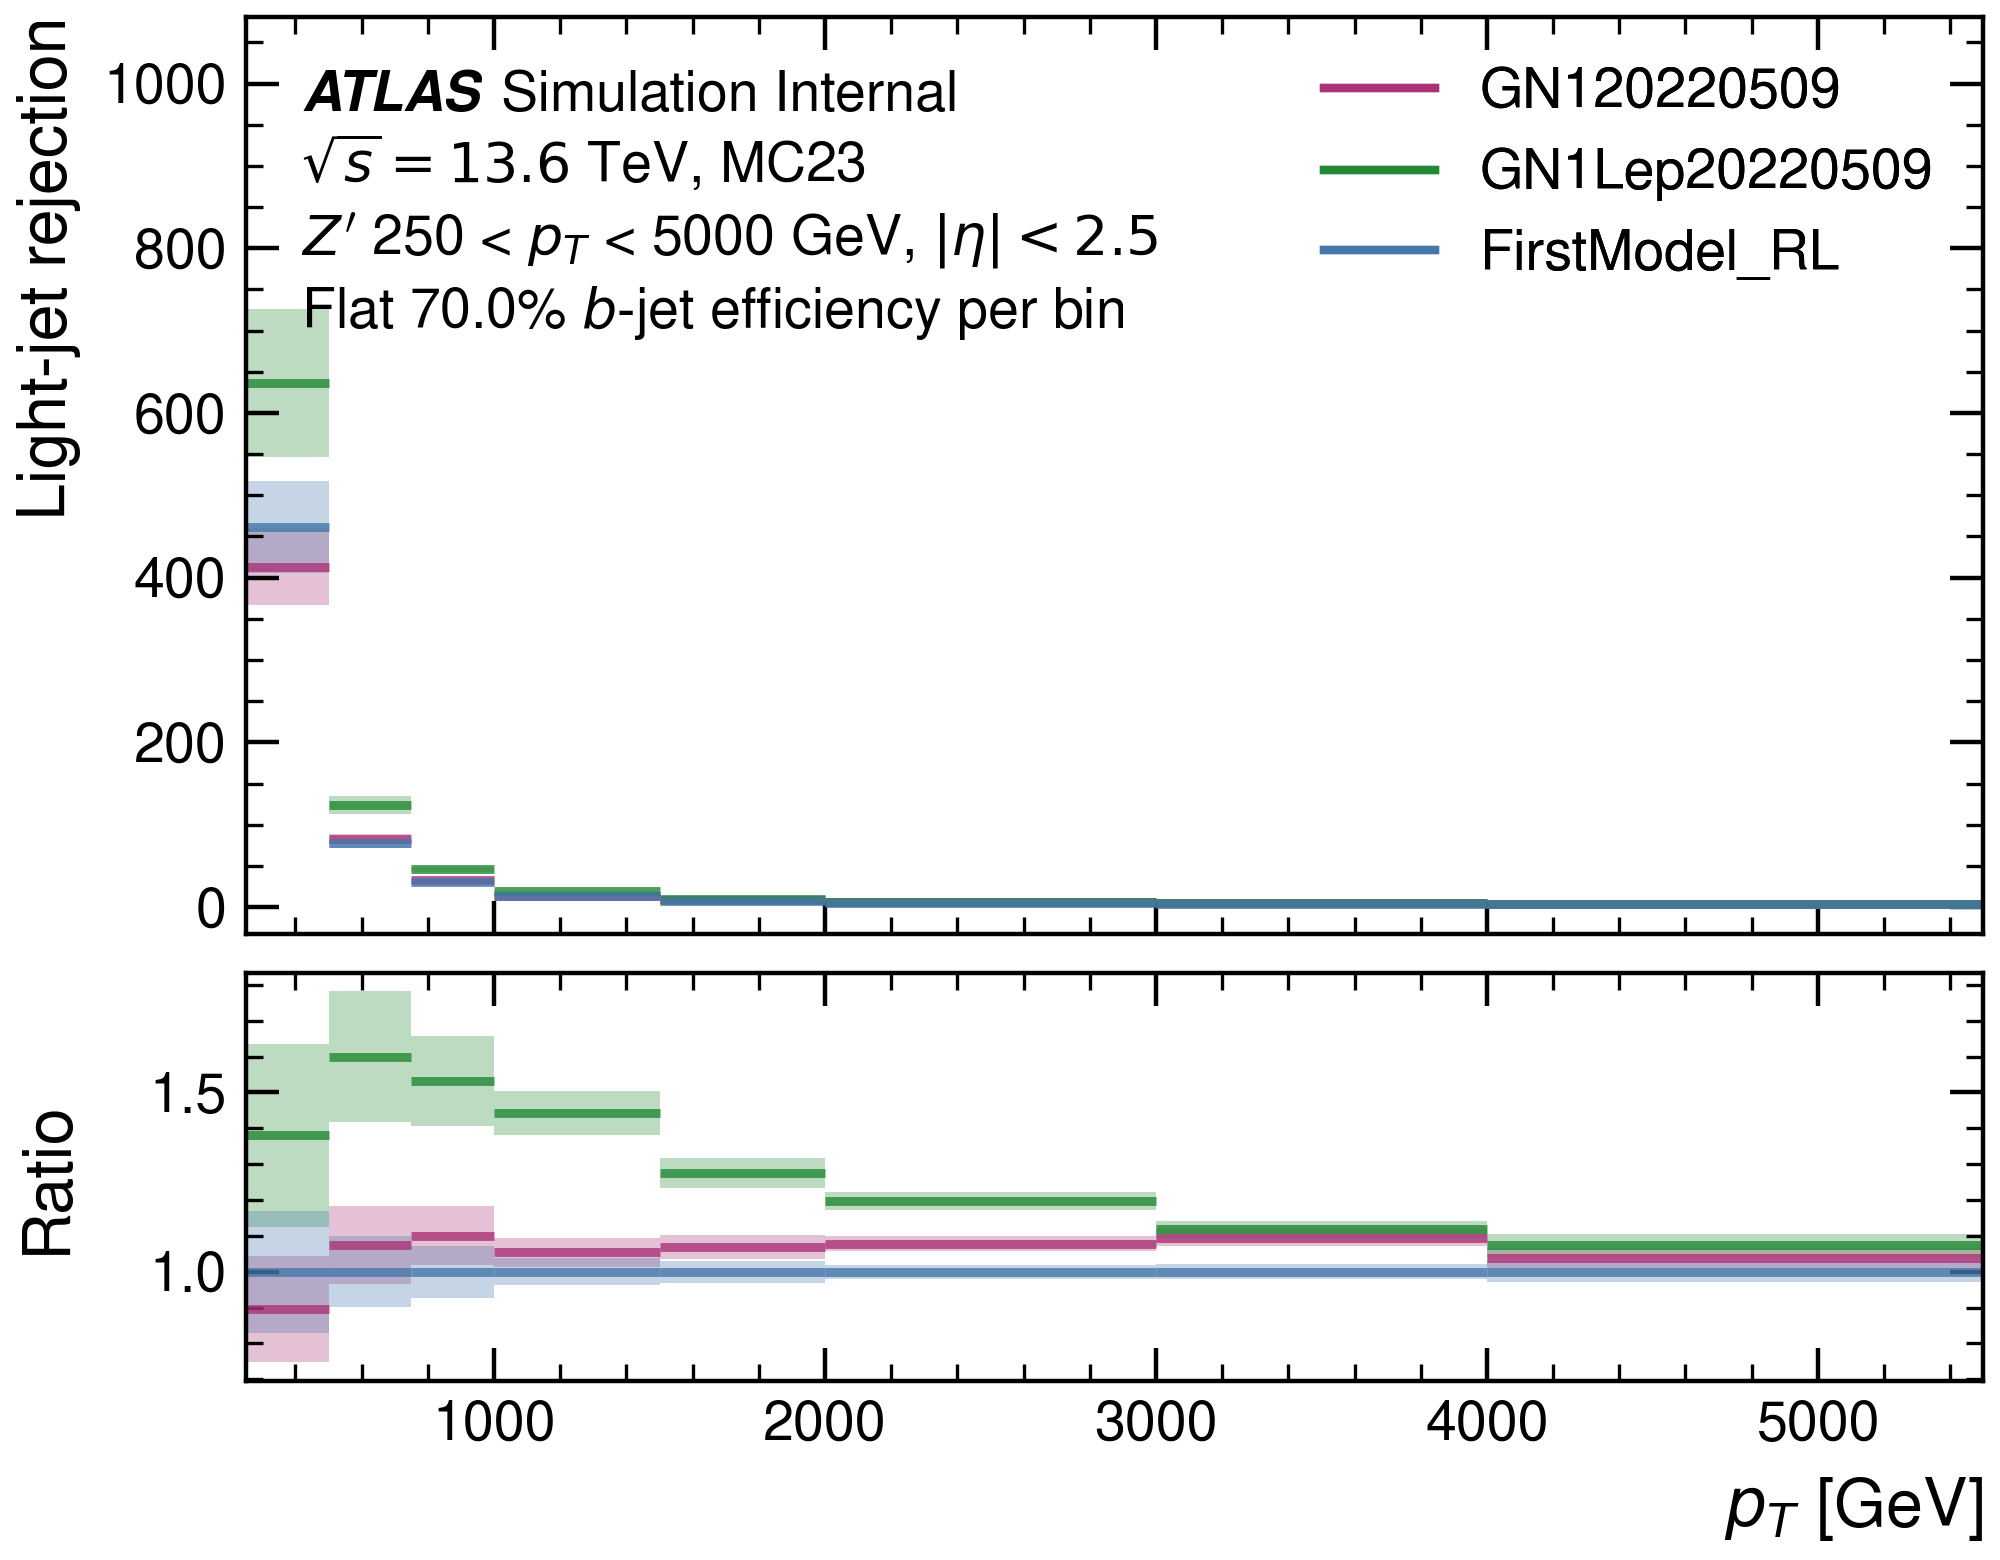 Light-jet rejection
1000
800
600
400
200
0
ATLAS Simulation Internal
√s = 13.6 TeV, MC23
Z′ 250 < pT < 5000 GeV, |η| < 2.5
Flat 70.0% b-jet efficiency per bin
GN120220509
GN1Lep20220509
FirstModel_RL
Ratio
1.5
1.0
1000 2000 3000 4000 5000
pT [GeV]